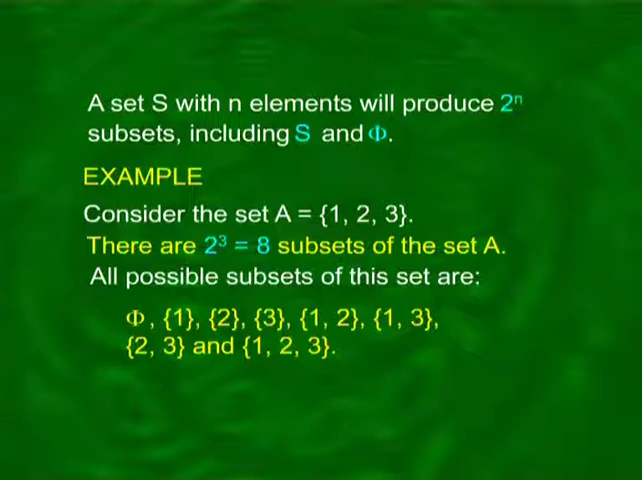 A set S with n elements will produce 2ⁿ
subsets, including S and Φ.
EXAMPLE
Consider the set A = {1, 2, 3}.
There are 2³ = 8 subsets of the set A.
All possible subsets of this set are:
Φ, {1}, {2}, {3}, {1, 2}, {1, 3},
{2, 3} and {1, 2, 3}.